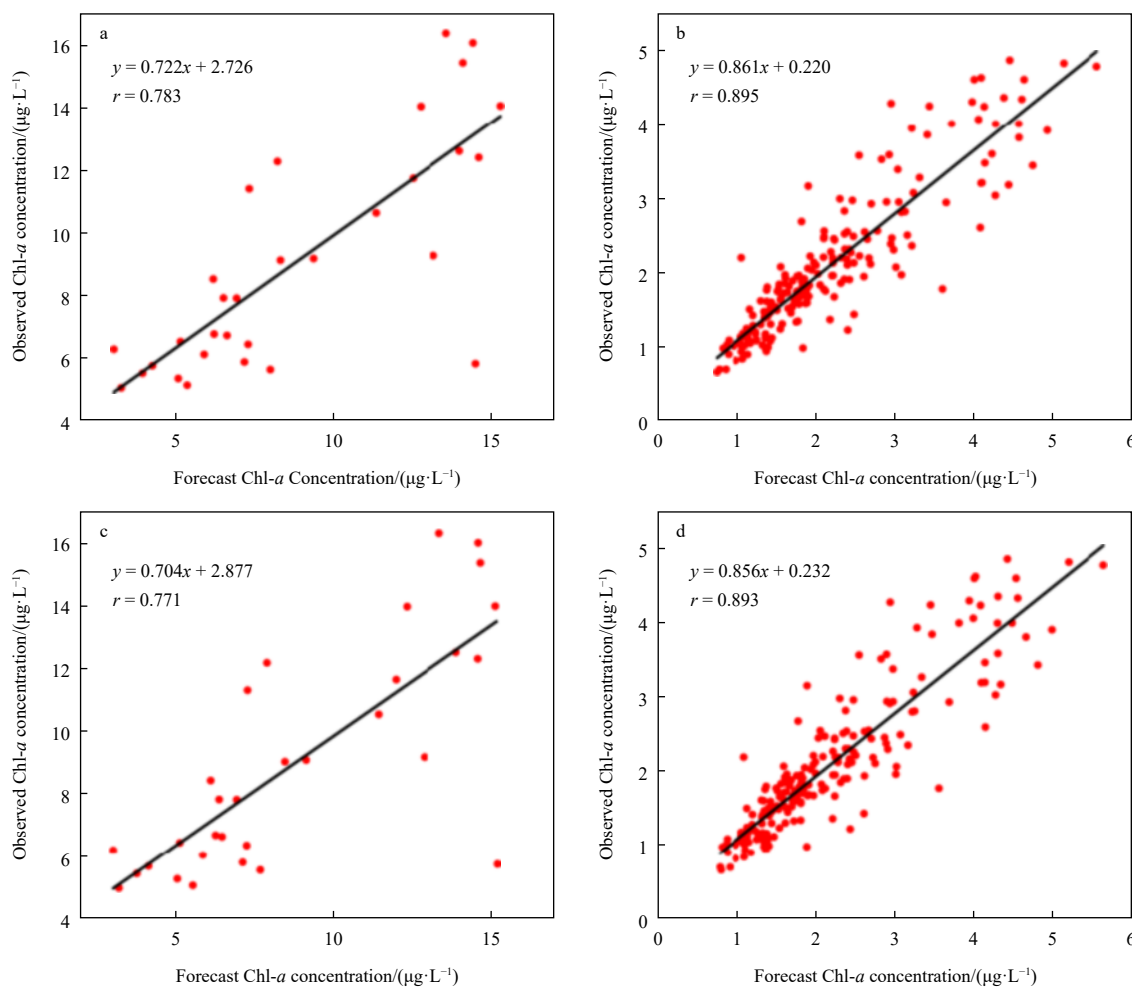 a
y = 0.722x + 2.726
r = 0.783
16
14
12
10
8
6
4
5
10
15
Observed Chl-a concentration/(μg·L⁻¹)
Forecast Chl-a Concentration/(μg·L⁻¹)
b
y = 0.861x + 0.220
r = 0.895
5
4
3
2
1
0
0
1
2
3
4
5
6
Observed Chl-a concentration/(μg·L⁻¹)
Forecast Chl-a concentration/(μg·L⁻¹)
c
y = 0.704x + 2.877
r = 0.771
16
14
12
10
8
6
4
5
10
15
Observed Chl-a concentration/(μg·L⁻¹)
Forecast Chl-a concentration/(μg·L⁻¹)
d
y = 0.856x + 0.232
r = 0.893
5
4
3
2
1
0
0
1
2
3
4
5
6
Observed Chl-a concentration/(μg·L⁻¹)
Forecast Chl-a concentration/(μg·L⁻¹)